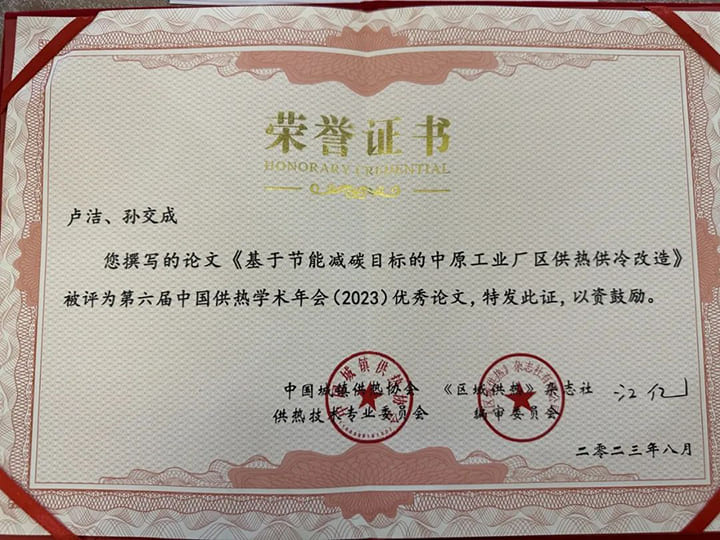 荣誉证书
HONORARY CREDENTIAL
卢洁、孙交成
您撰写的论文《基于节能减碳目标的中原工业厂区供热供冷改造》
被评为第六届中国供热学术年会(2023)优秀论文,特发此证,以资鼓励。
中国城镇供热协会 《区域供热》杂志社 江亿
供热技术专业委员会 编审委员会
二零二三年八月